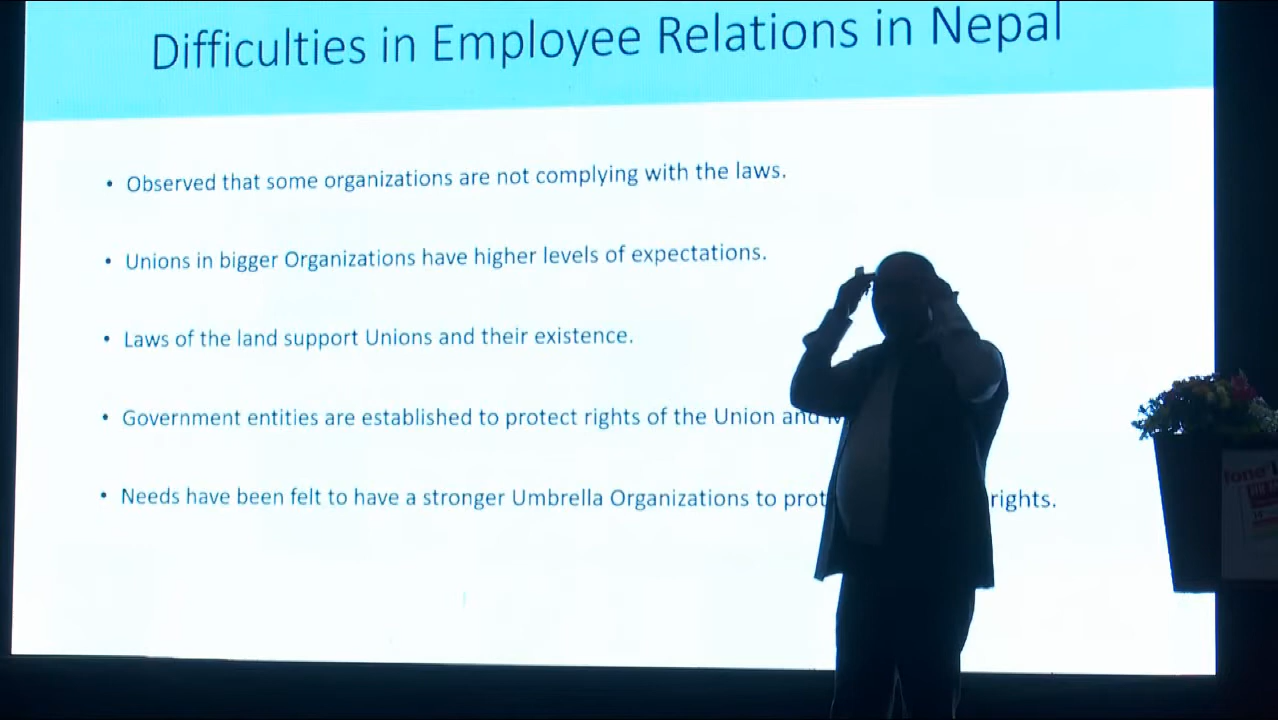 Difficulties in Employee Relations in Nepal
• Observed that some organizations are not complying with the laws.
• Unions in bigger Organizations have higher levels of expectations.
• Laws of the land support Unions and their existence.
• Government entities are established to protect rights of the Union and
• Needs have been felt to have a stronger Umbrella Organizations to rights.